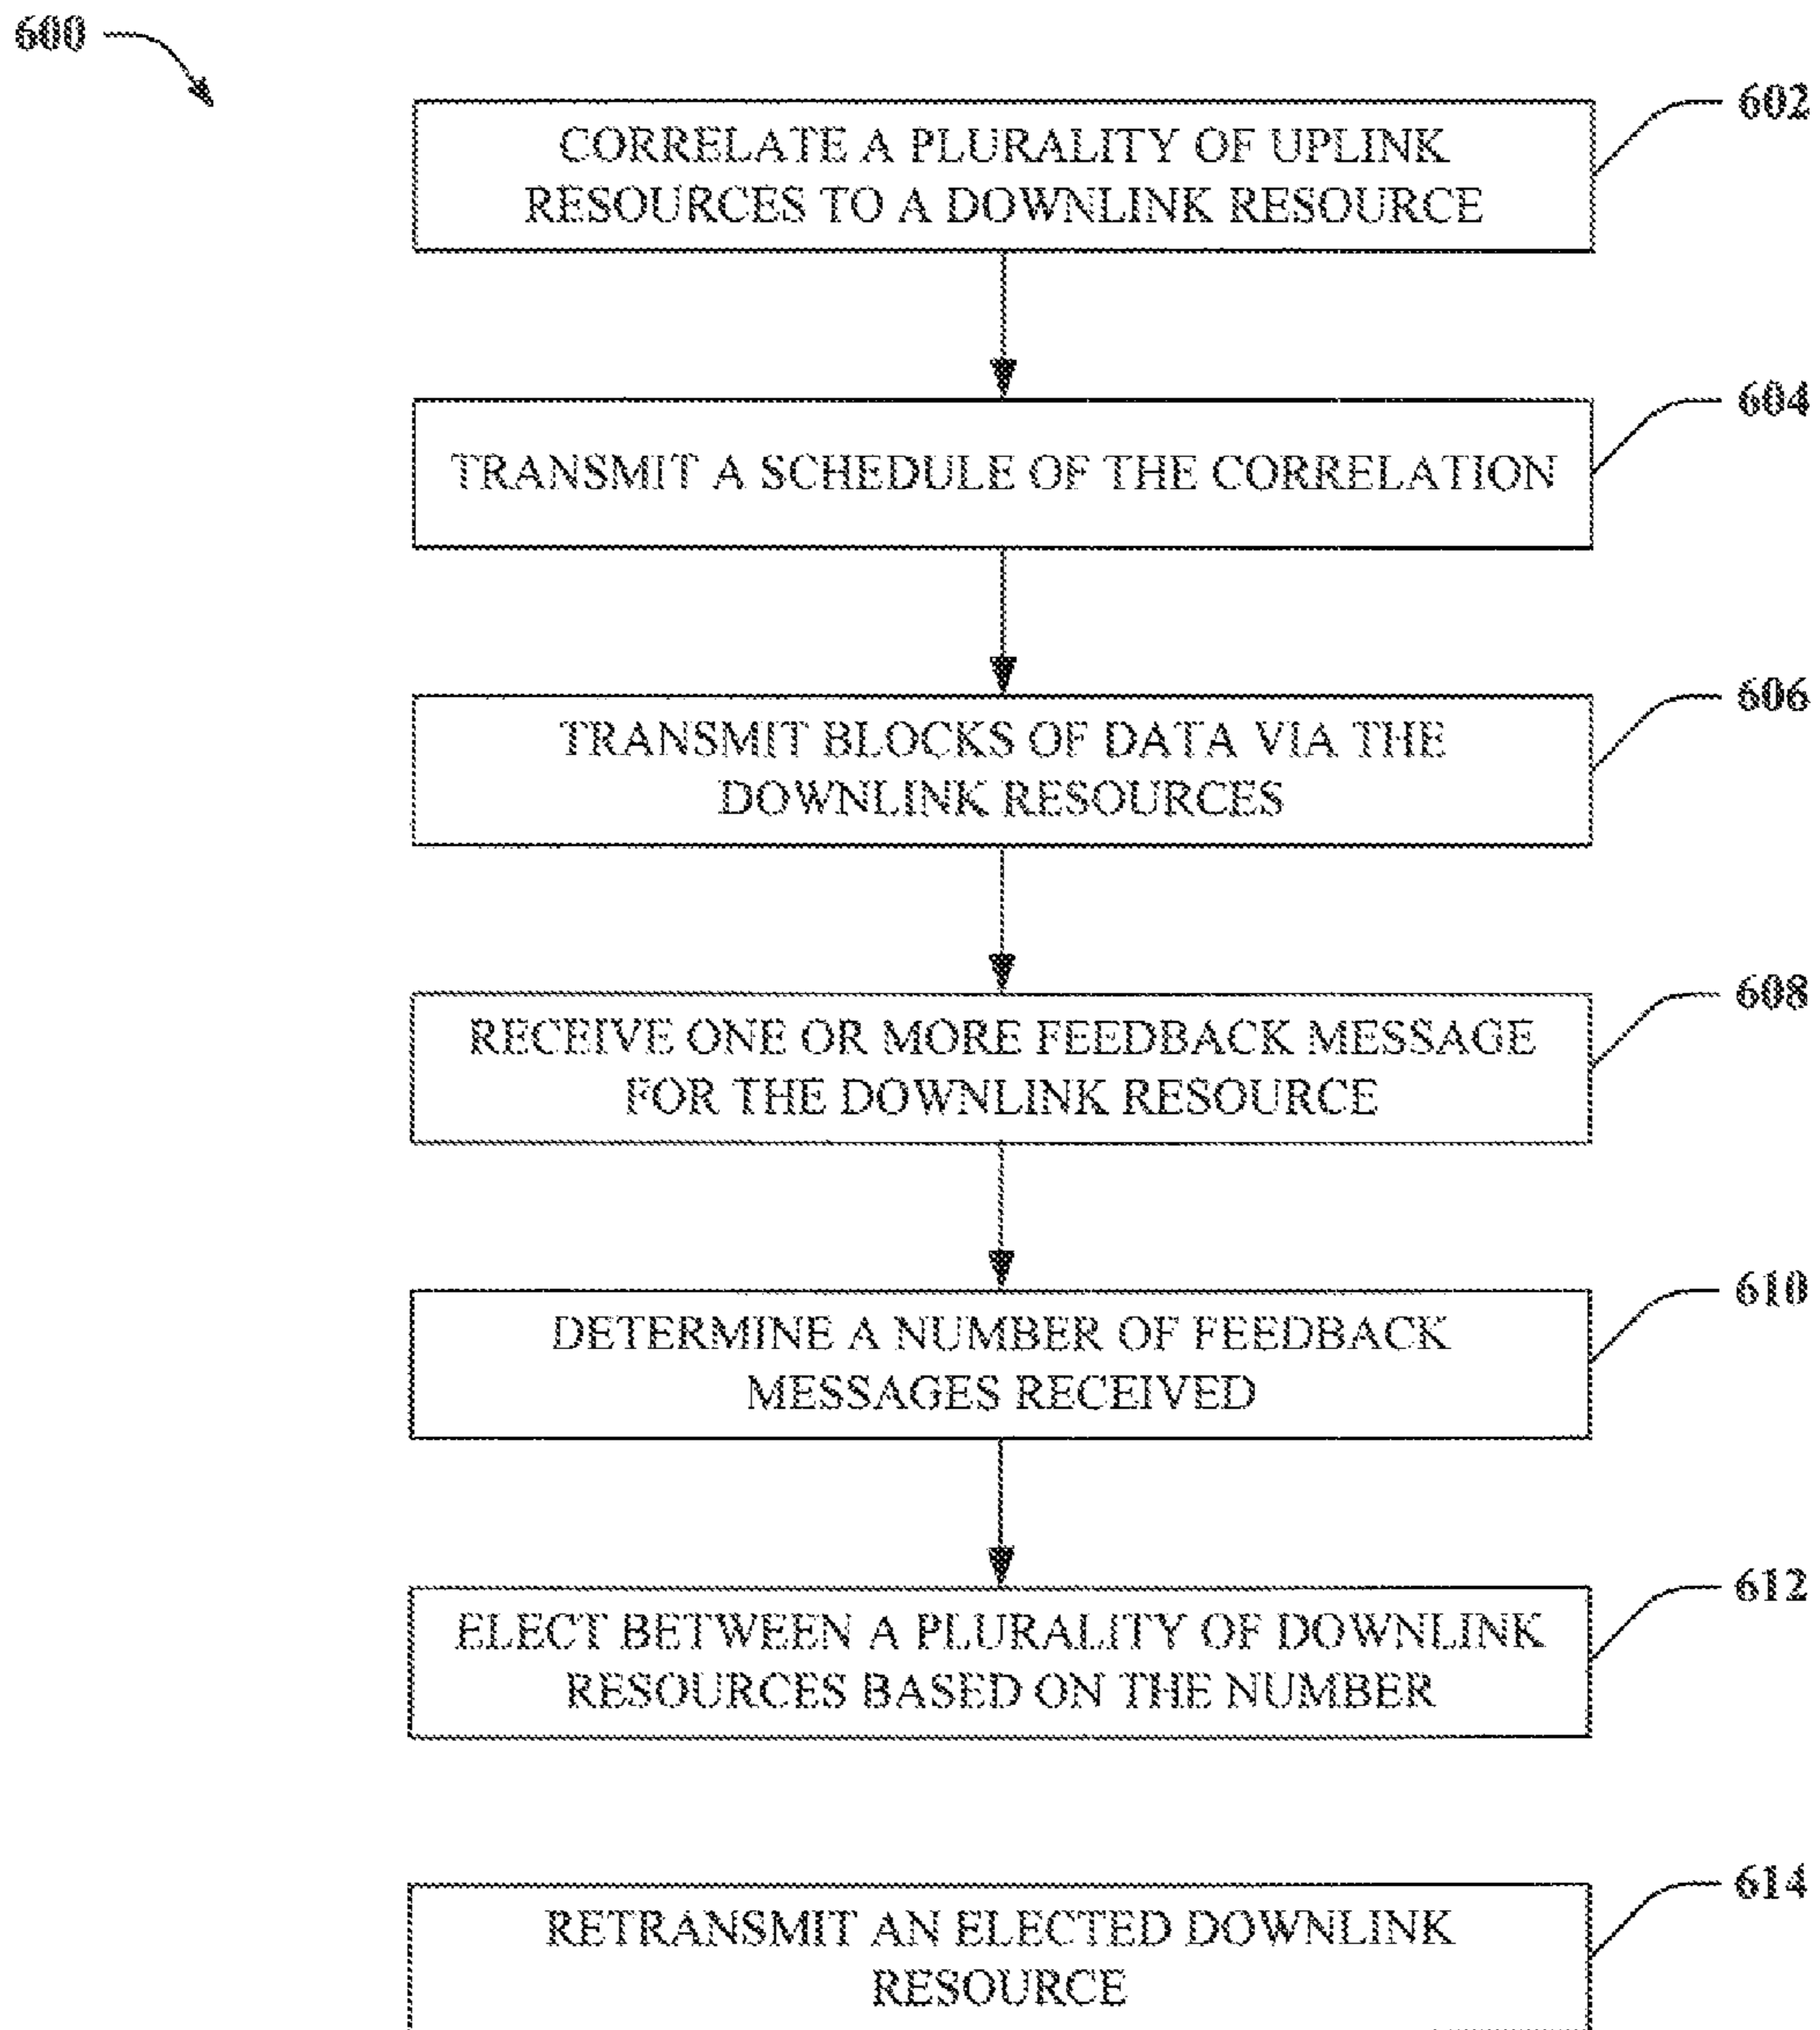 600
602
CORRELATE A PLURALITY OF UPLINK
RESOURCES TO A DOWNLINK RESOURCE
604
TRANSMIT A SCHEDULE OF THE CORRELATION
606
TRANSMIT BLOCKS OF DATA VIA THE
DOWNLINK RESOURCES
608
RECEIVE ONE OR MORE FEEDBACK MESSAGE
FOR THE DOWNLINK RESOURCE
610
DETERMINE A NUMBER OF FEEDBACK
MESSAGES RECEIVED
612
ELECT BETWEEN A PLURALITY OF DOWNLINK
RESOURCES BASED ON THE NUMBER
614
RETRANSMIT AN ELECTED DOWNLINK
RESOURCE